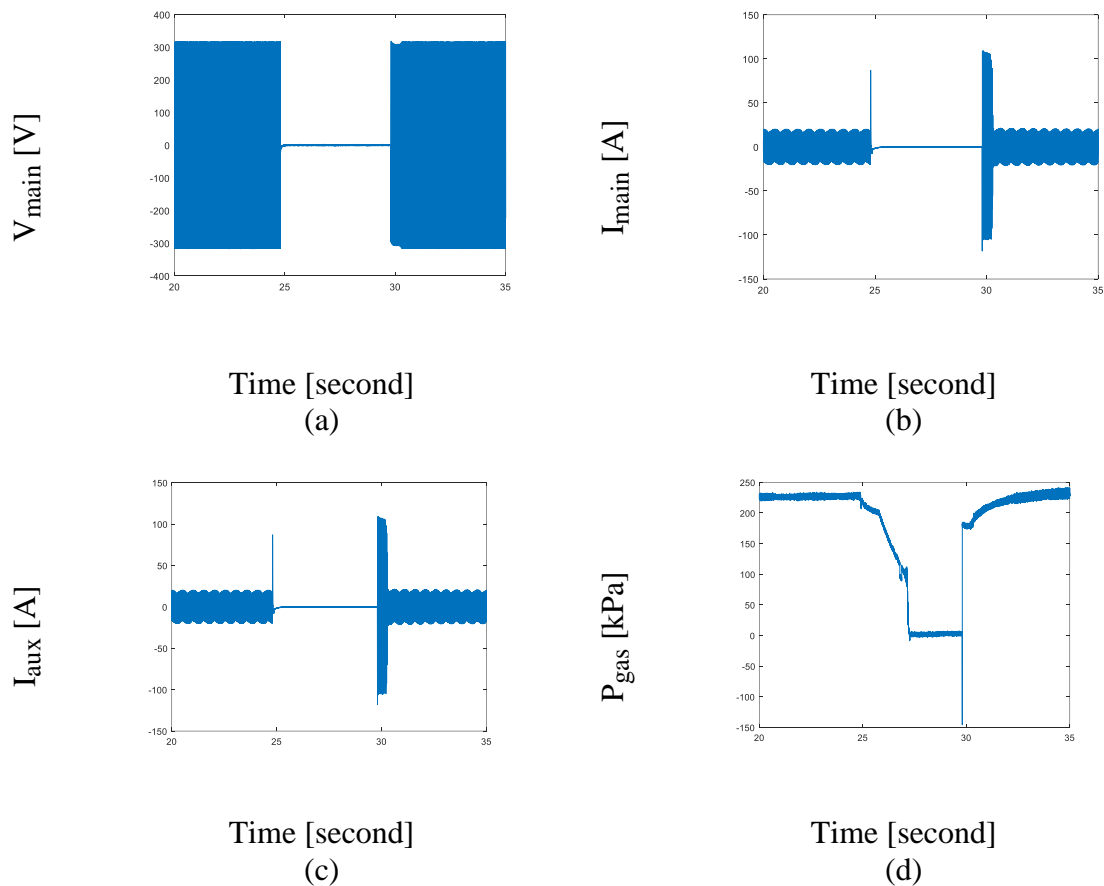 V_main [V]
400
300
200
100
0
-100
-200
-300
-400
20 25 30 35
Time [second]
(a)
I_main [A]
150
100
50
0
-50
-100
-150
20 25 30 35
Time [second]
(b)
I_aux [A]
150
100
50
0
-50
-100
-150
20 25 30 35
Time [second]
(c)
P_gas [kPa]
250
200
150
100
50
0
-50
-100
-150
20 25 30 35
Time [second]
(d)